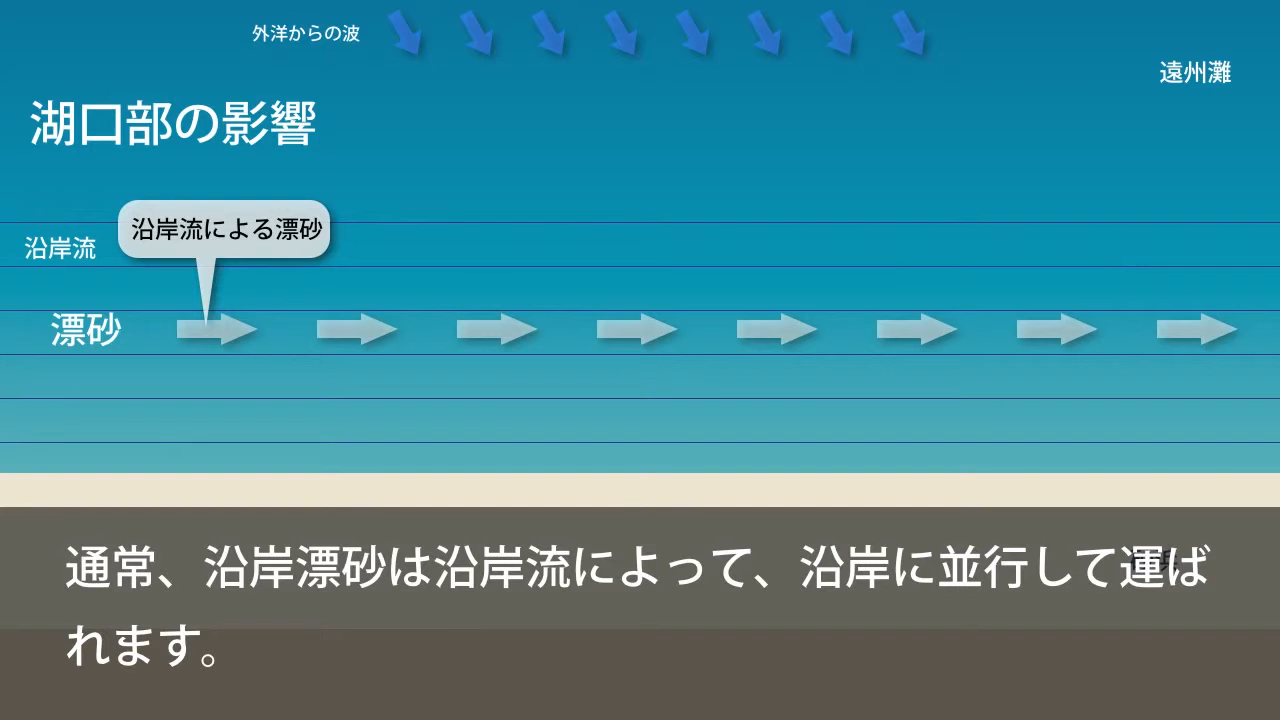 外洋からの波
遠州灘
湖口部の影響
沿岸流による漂砂
沿岸流
漂砂
通常、沿岸漂砂は沿岸流によって、沿岸に並行して運ば
れます。